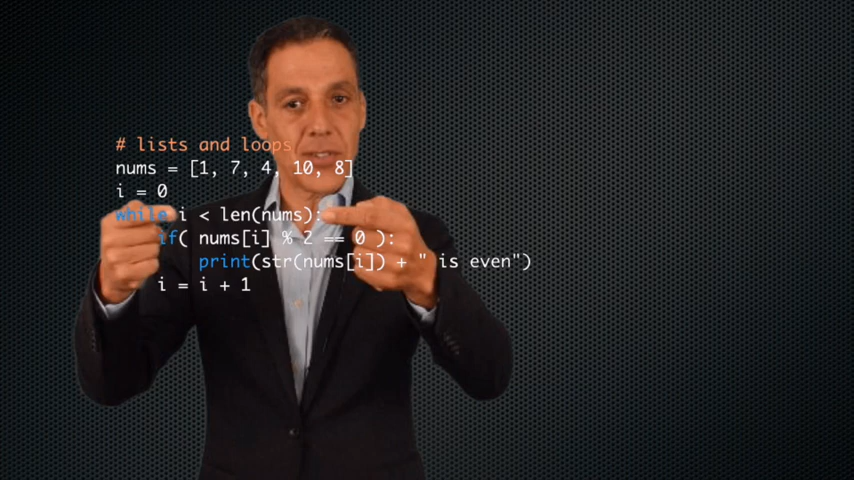 # lists and loops
nums = [1, 7, 4, 10, 8]
i = 0
while i < len(nums):
if( nums[i] % 2 == 0 ):
print(str(nums[i]) + " is even")
i = i + 1